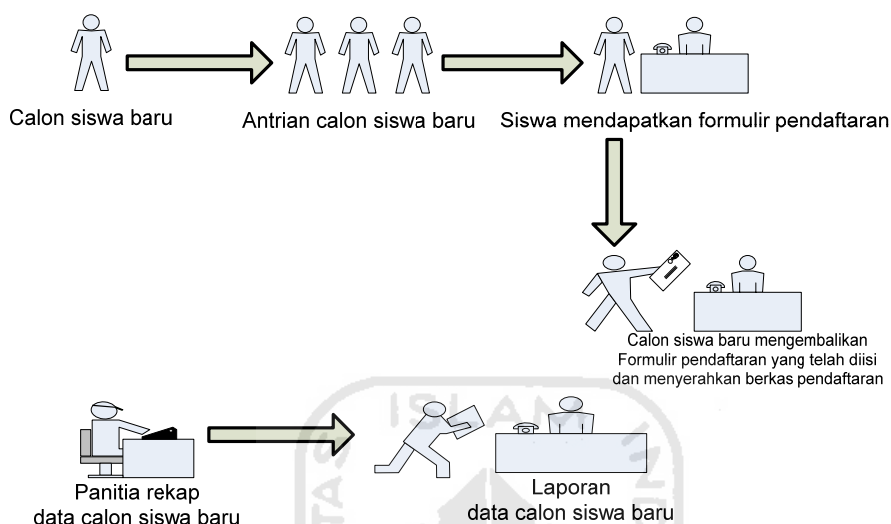 Calon siswa baru
Antrian calon siswa baru
Siswa mendapatkan formulir pendaftaran
Calon siswa baru mengembalikan
Formulir pendaftaran yang telah diisi
dan menyerahkan berkas pendaftaran
ISLAM
Panitia rekap
data calon siswa baru
Laporan
data calon siswa baru